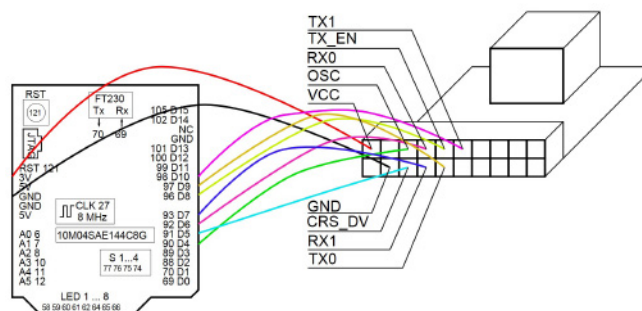 TX1
TX_EN
RX0
OSC
VCC
RST
121
FT230
Tx Rx
70 69
JTAG
105 D15
102 D14
NC
GND
101 D13
100 D12
99 D11
98 D10
97 D9
96 D8
93 D7
92 D6
91 D5
90 D4
89 D3
88 D2
70 D1
69 D0
RST 121
3V
5V
GND
GND
5V
A0 6
A1 7
A2 8
A3 10
A4 11
A5 12
CLK 27
8 MHz
10M04SAE144C8G
S 1...4
77 76 75 74
LED 1 ... 8
58 59 60 61 62 64 65 66
GND
CRS_DV
RX1
TX0